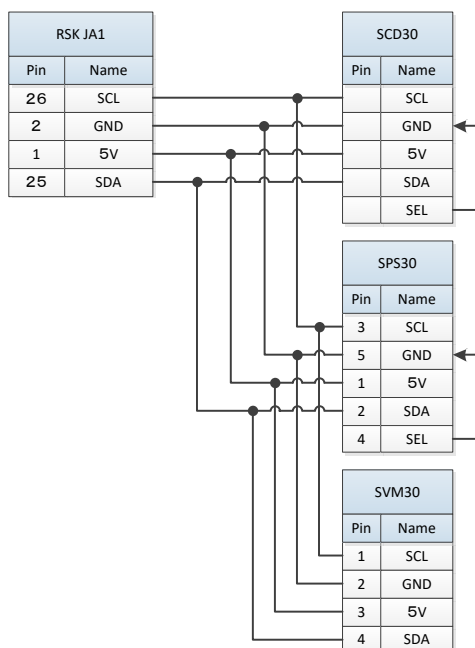 RSK JA1
Pin Name
26 SCL
2 GND
1 5V
25 SDA
SCD30
Pin Name
SCL
GND
5V
SDA
SEL
SPS30
Pin Name
3 SCL
5 GND
1 5V
2 SDA
4 SEL
SVM30
Pin Name
1 SCL
2 GND
3 5V
4 SDA